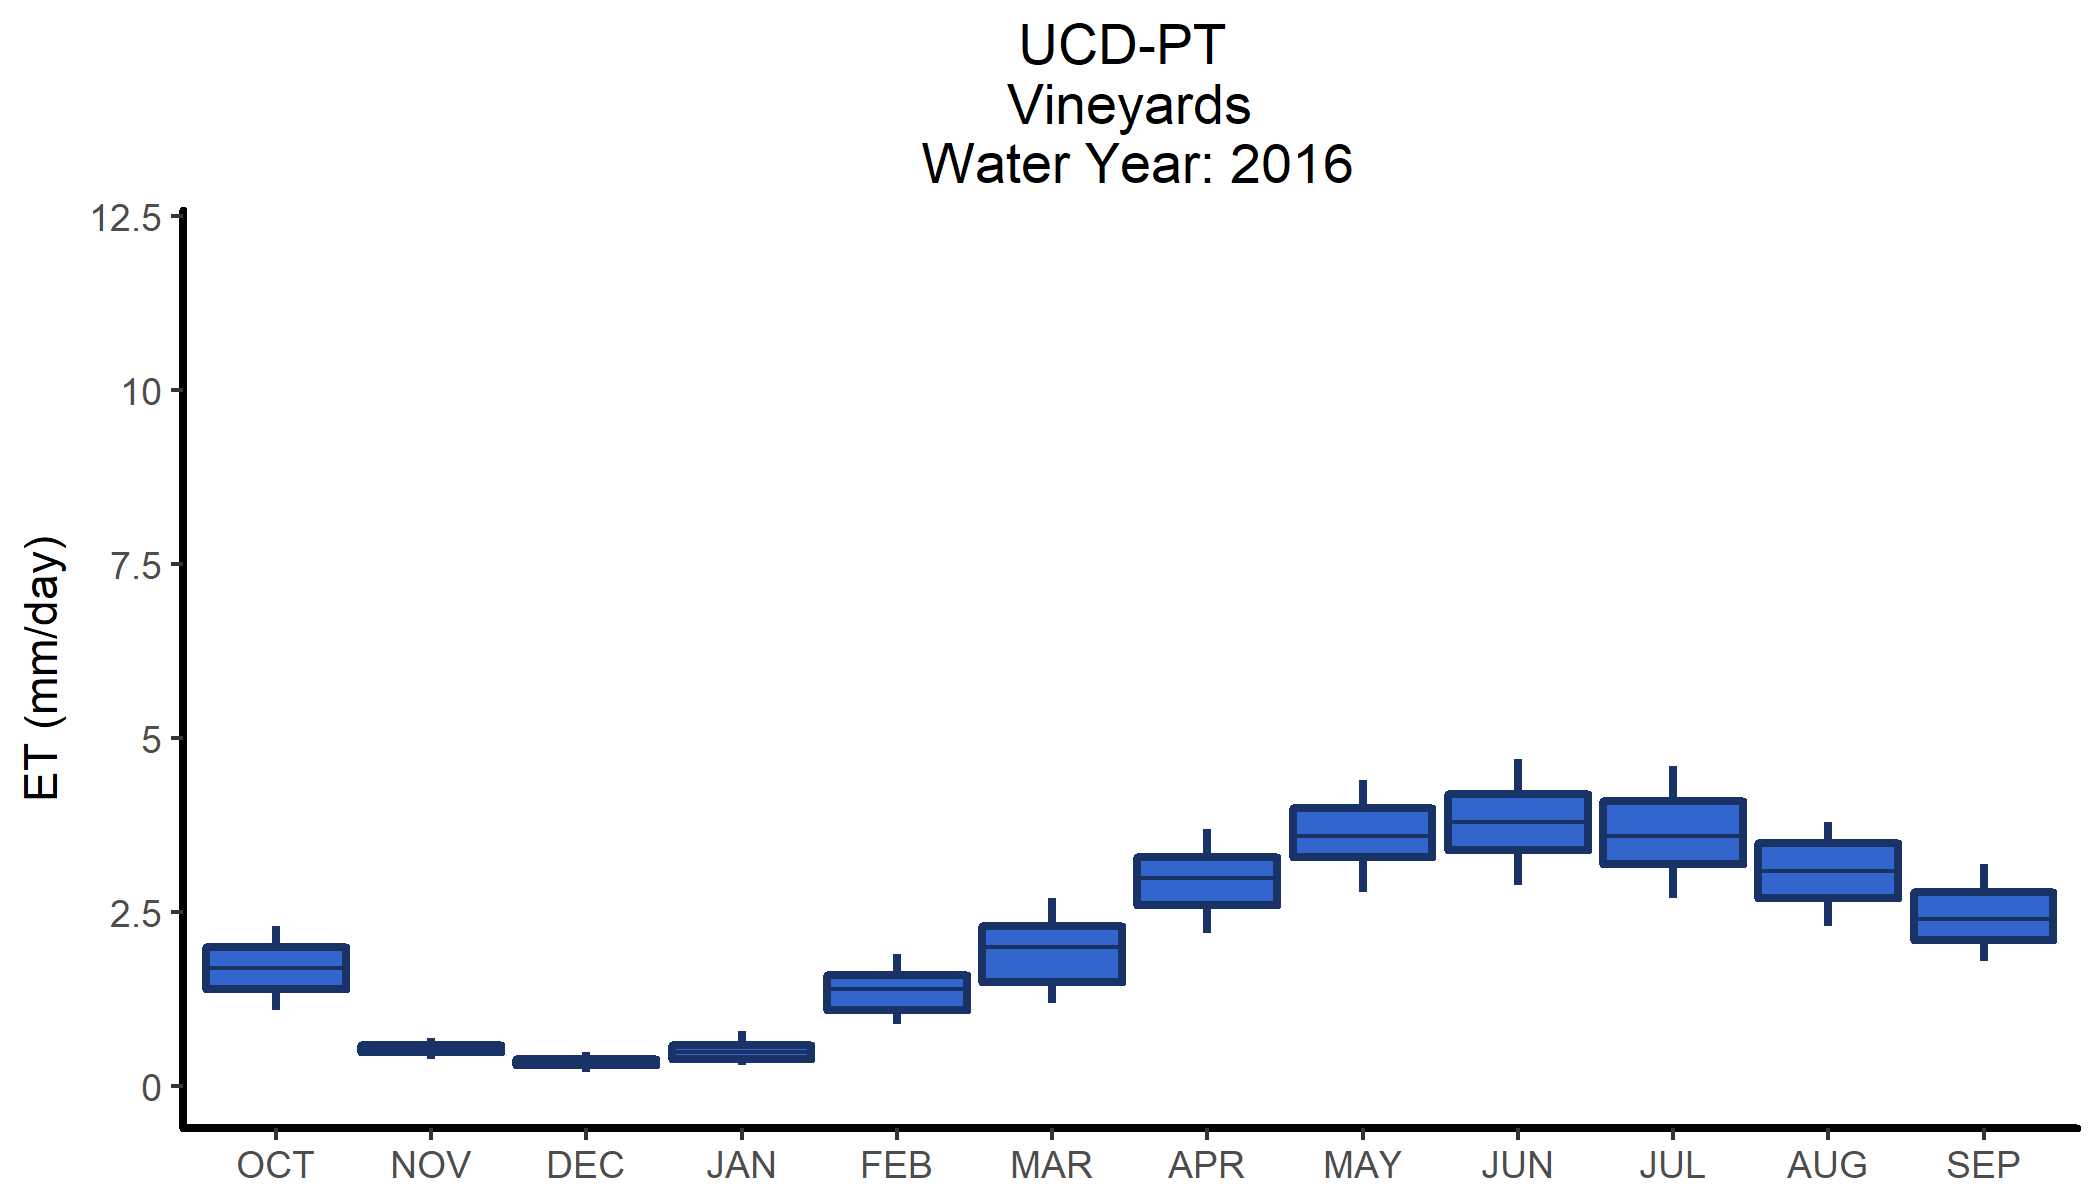 UCD-PT
Vineyards
Water Year: 2016
ET (mm/day)
12.5
10
7.5
5
2.5
0
OCT NOV DEC JAN FEB MAR APR MAY JUN JUL AUG SEP